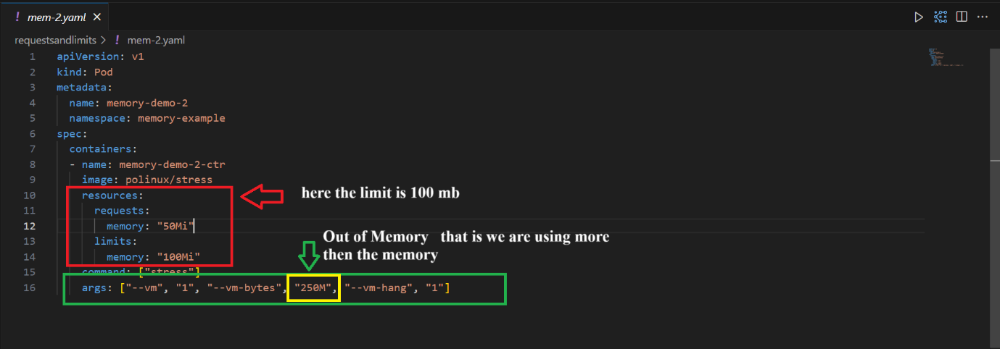 ! mem-2.yaml ×
requestsandlimits > ! mem-2.yaml
1 apiVersion: v1
2 kind: Pod
3 metadata:
4   name: memory-demo-2
5   namespace: memory-example
6 spec:
7   containers:
8   - name: memory-demo-2-ctr
9     image: polinux/stress
10     resources:
here the limit is 100 mb
11       requests:
12         memory: "50Mi"
13       limits:
Out of Memory   that is we are using more
then the memory
14         memory: "100Mi"
15     command: ["stress"]
16     args: ["--vm", "1", "--vm-bytes", "250M", "--vm-hang", "1"]